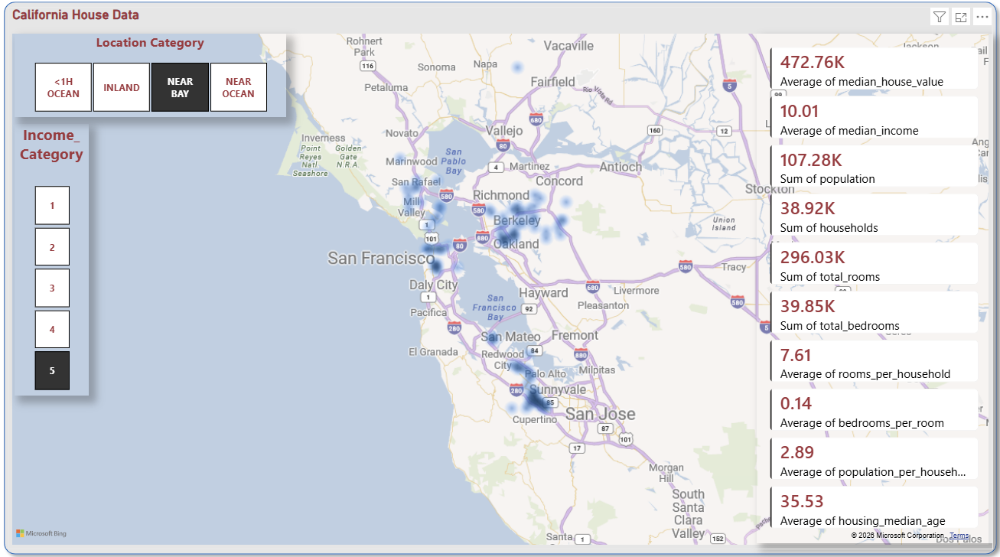 California House Data
Location Category
<1H
OCEAN
INLAND
NEAR
BAY
NEAR
OCEAN
Income_
Category
1
2
3
4
5
Rohnert
Park
116
Sonoma
Napa
Vacaville
Fairfield
Rio Vista Rd
Petaluma
5
680
Novato
Vallejo
80
160
12
Inverness
Point
Reyes
Natl.
Seashore
Golden
Gate
N.R.A.
Marinwood
San
Pablo
Bay
4
Martinez
Antioch
San Rafael
Concord
Stockton
580
Richmond
Mill
Valley
580
1
Berkeley
Union
Island
101
880
80
Oakland
San Francisco
580
Tracy
Daly City
1
San
Francisco
Bay
Hayward
680
Livermore
580
Pleasanton
92
Pacifica
280
5
San Mateo
Fremont
El Granada
84
Redwood
City
880
Palo Alto
Milpitas
280
Sunnyvale
85
Cupertino
San Jose
87
101
17
Morgan
Hill
South
Santa
Clara
Valley
Santa
1
152
Jackson
99
472.76K
Average of median_house_value
10.01
Average of median_income
107.28K
Sum of population
38.92K
Sum of households
296.03K
Sum of total_rooms
39.85K
Sum of total_bedrooms
7.61
Average of rooms_per_household
0.14
Average of bedrooms_per_room
2.89
Average of population_per_househ...
35.53
Average of housing_median_age
Microsoft Bing
© 2026 Microsoft Corporation
Terms
Dos Palos